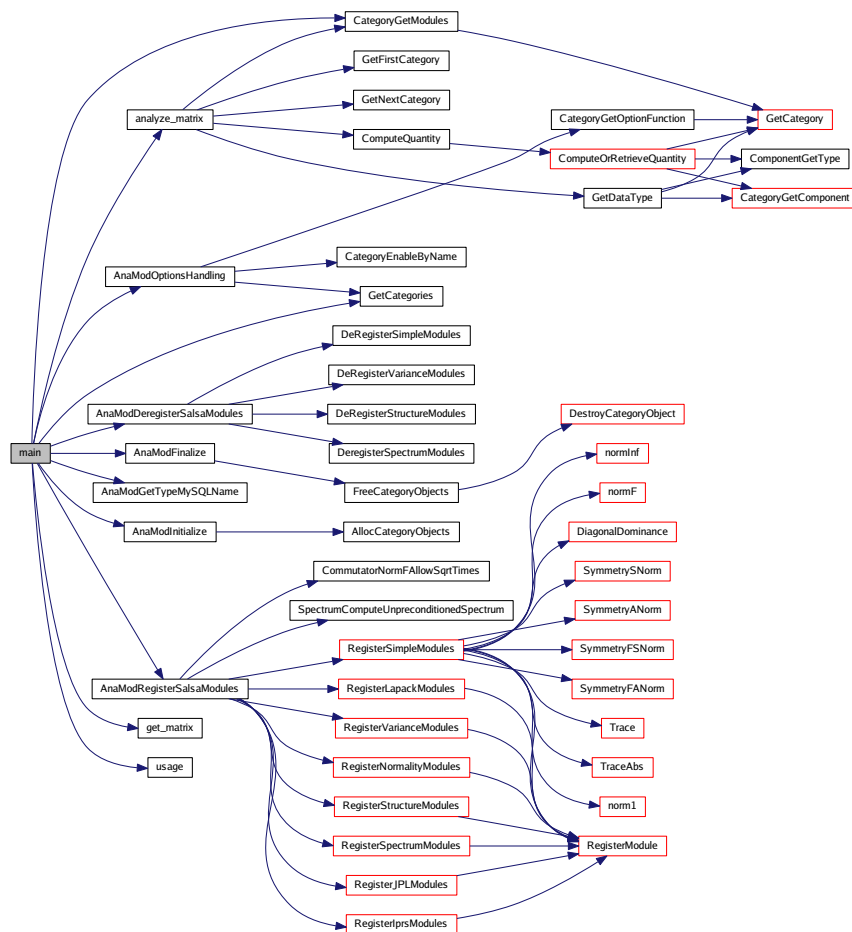 CategoryGetModules
GetFirstCategory
analyze_matrix
GetNextCategory
CategoryGetOptionFunction
GetCategory
ComputeQuantity
ComputeOrRetrieveQuantity
ComponentGetType
GetDataType
CategoryGetComponent
CategoryEnableByName
AnaModOptionsHandling
GetCategories
DeRegisterSimpleModules
DeRegisterVarianceModules
AnaModDeregisterSalsaModules
DeRegisterStructureModules
DestroyCategoryObject
main
AnaModFinalize
DeregisterSpectrumModules
normInf
AnaModGetTypeMySQLName
FreeCategoryObjects
normF
AnaModInitialize
AllocCategoryObjects
DiagonalDominance
CommutatorNormFAllowSqrtTimes
SymmetrySNorm
SpectrumComputeUnpreconditionedSpectrum
SymmetryANorm
RegisterSimpleModules
SymmetryFSNorm
AnaModRegisterSalsaModules
RegisterLapackModules
SymmetryFANorm
get_matrix
RegisterVarianceModules
Trace
usage
RegisterNormalityModules
TraceAbs
RegisterStructureModules
norm1
RegisterSpectrumModules
RegisterModule
RegisterJPLModules
RegisterIprsModules